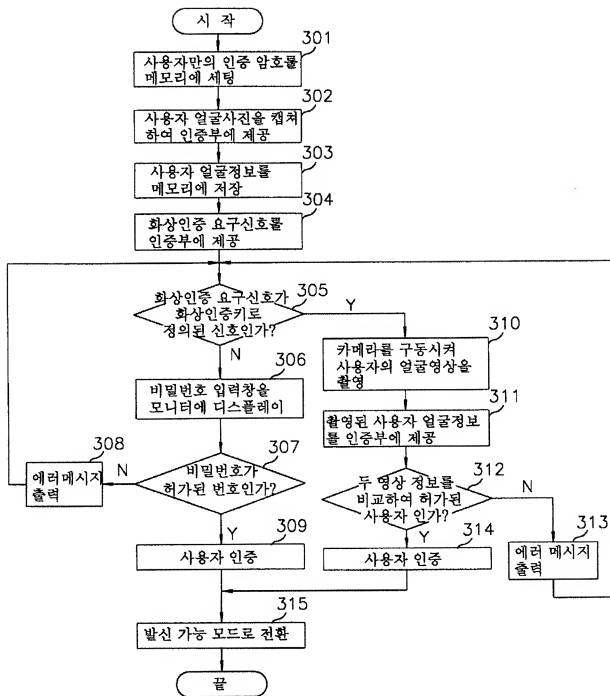 시 작
301
사용자만의 인증 암호를
메모리에 세팅
302
사용자 얼굴사진을 캡쳐
하여 인증부에 제공
303
사용자 얼굴정보를
메모리에 저장
304
화상인증 요구신호를
인증부에 제공
화상인증 요구신호가
화상인증키로
정의된 신호인가?
305
Y
N
310
카메라를 구동시켜
사용자의 얼굴영상을
촬영
306
비밀번호 입력창을
모니터에 디스플레이
311
촬영된 사용자 얼굴정보
를 인증부에 제공
308
에러메시지
출력
N
307
비밀번호가
허가된 번호인가?
Y
312
두 영상 정보를
비교하여 허가된
사용자 인가?
N
Y
309
사용자 인증
314
사용자 인증
313
에러 메시지
출력
315
발신 가능 모드로 전환
끝